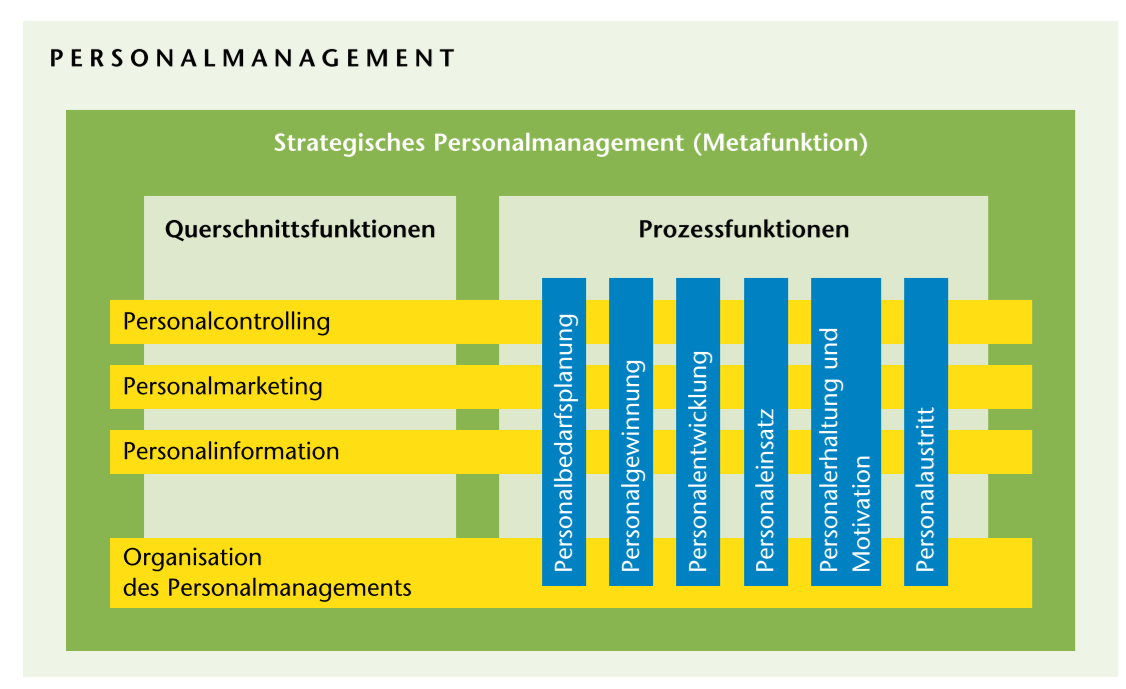 PERSONALMANAGEMENT
Strategisches Personalmanagement (Metafunktion)
Querschnittsfunktionen
Prozessfunktionen
Personalcontrolling
Personalmarketing
Personalinformation
Organisation
des Personalmanagements
Personalbedarfsplanung
Personalgewinnung
Personalentwicklung
Personaleinsatz
Personalerhaltung und
Motivation
Personalaustritt